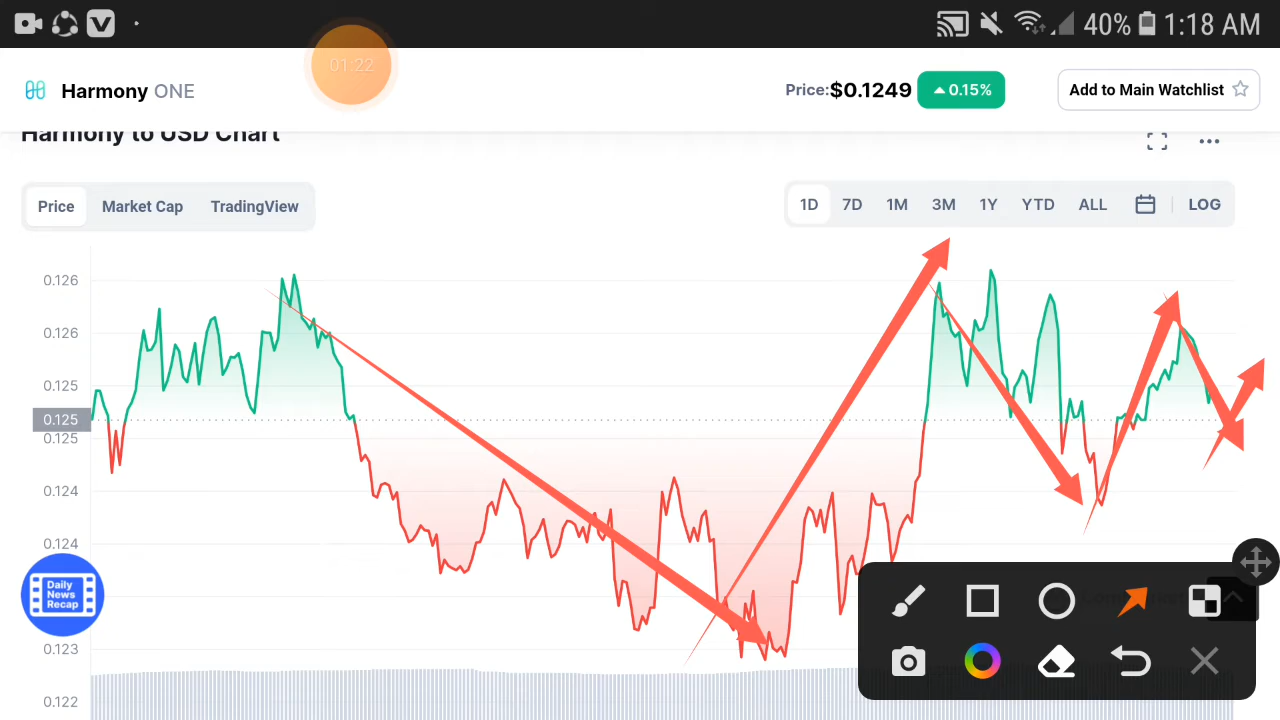 40% 1:18 AM
01:22
Harmony ONE
Price:$0.1249 0.15%
Add to Main Watchlist
Harmony to USD Chart
Price Market Cap TradingView
1D 7D 1M 3M 1Y YTD ALL LOG
0.126
0.126
0.125
0.125
0.125
0.124
0.124
0.123
0.122
Daily
News
Recap